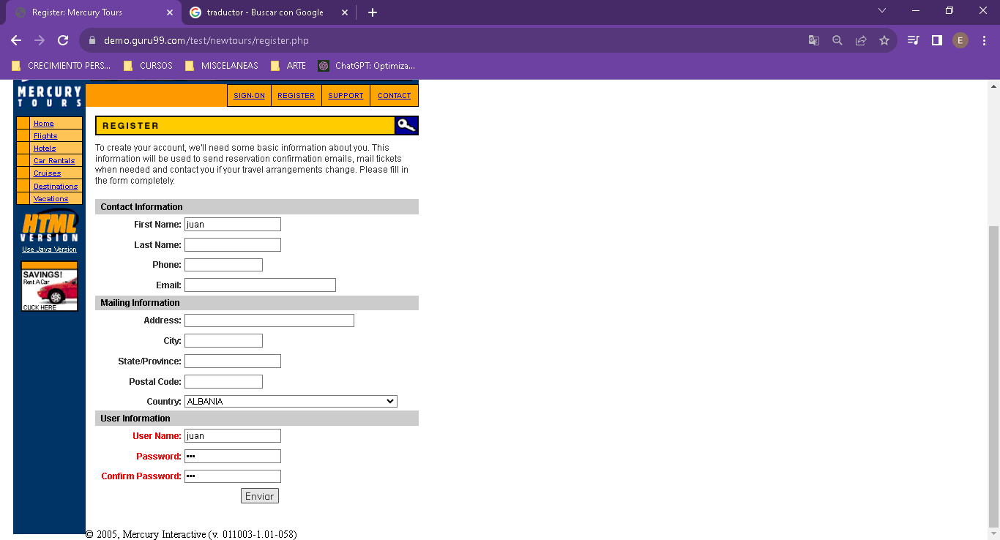 Register: Mercury Tours
traductor - Buscar con Google
demo.guru99.com/test/newtours/register.php
E
CRECIMIENTO PERS...
CURSOS
MISCELANEAS
ARTE
ChatGPT: Optimiza...
MERCURY
TOURS
SIGN-ON
REGISTER
SUPPORT
CONTACT
Home
Flights
Hotels
Car Rentals
Cruises
Destinations
Vacations
HTML
VERSION
Use Java Version
SAVINGS!
Rent A Car
CLICK HERE
REGISTER
To create your account, we'll need some basic information about you. This
information will be used to send reservation confirmation emails, mail tickets
when needed and contact you if your travel arrangements change. Please fill in
the form completely.
Contact Information
First Name: juan
Last Name:
Phone:
Email:
Mailing Information
Address:
City:
State/Province:
Postal Code:
Country: ALBANIA
User Information
User Name: juan
Password: •••
Confirm Password: •••
Enviar
© 2005, Mercury Interactive (v. 011003-1.01-058)